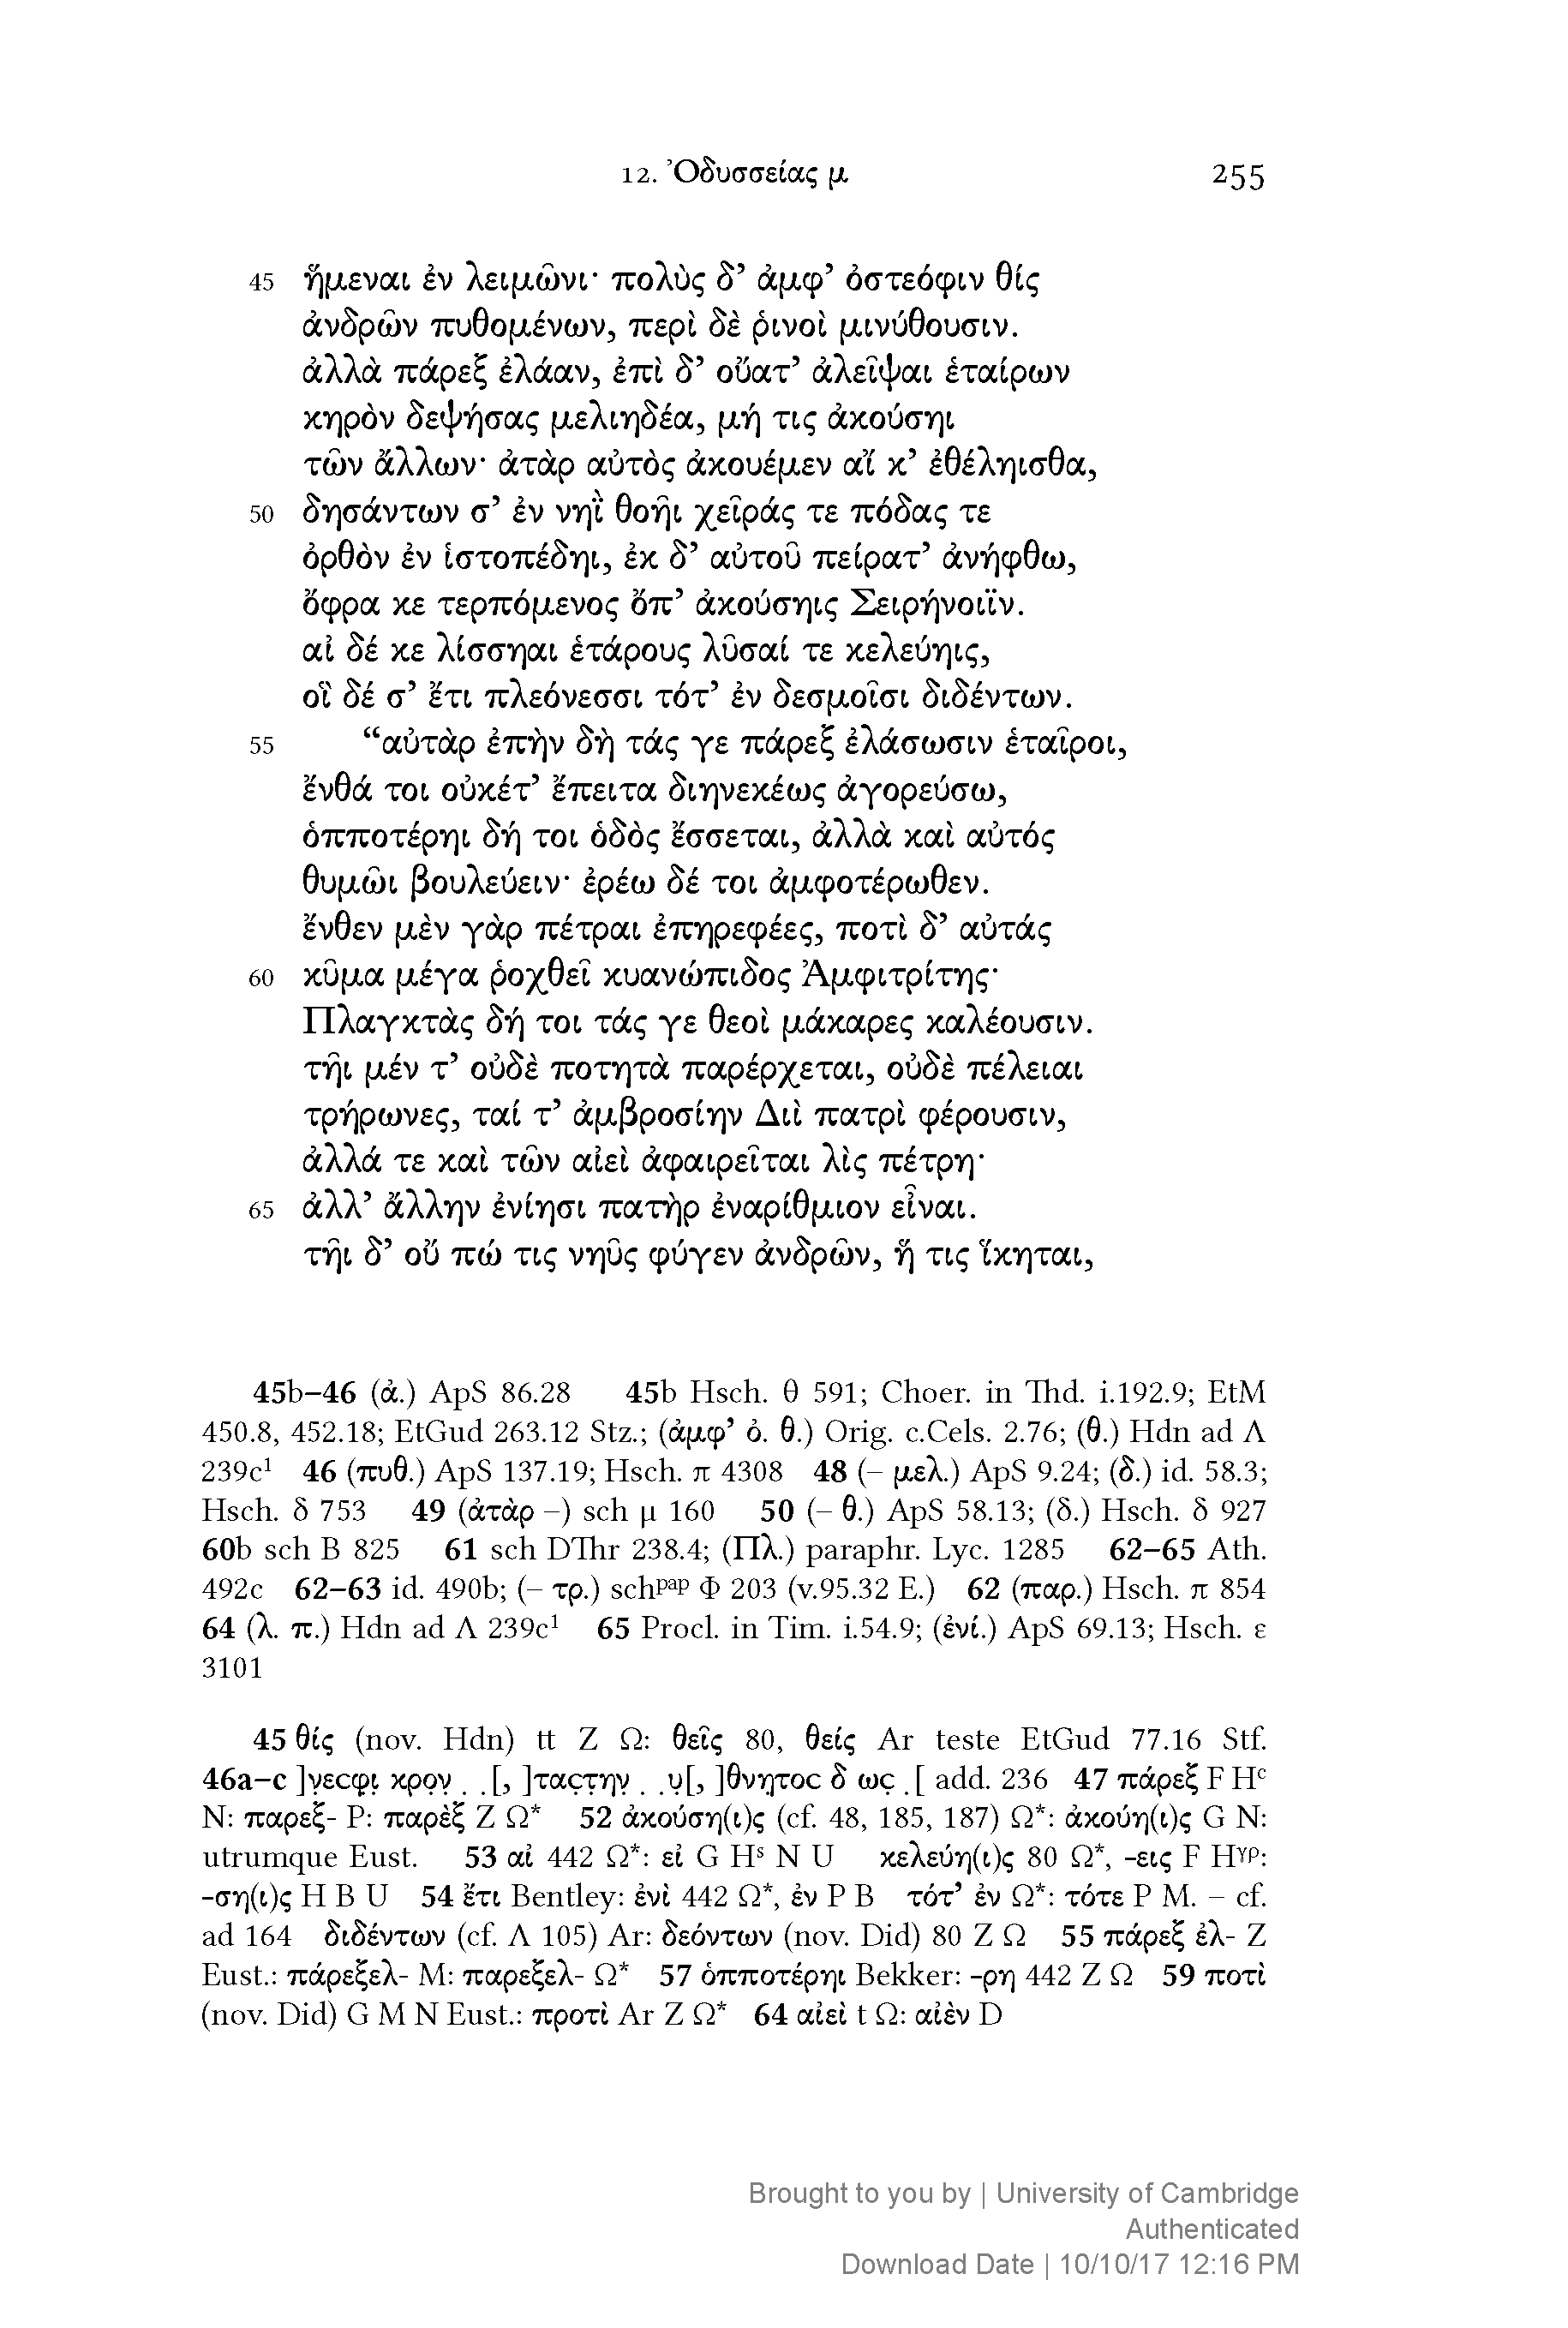 12. Ὀδυσσείας μ 255
45 ἥμεναι ἐν λειμῶνι· πολὺς δ’ ἀμφ’ ὀστεόφιν θίς
ἀνδρῶν πυθομένων, περὶ δὲ ῥινοὶ μινύθουσιν.
ἀλλὰ πάρεξ ἐλάαν, ἐπὶ δ’ οὔατ’ ἀλεῖψαι ἑταίρων
κηρὸν δεψήσας μελιηδέα, μή τις ἀκούσηι
τῶν ἄλλων· ἀτὰρ αὐτὸς ἀκουέμεν αἴ κ’ ἐθέληισθα,
50 δησάντων σ’ ἐν νηῒ θοῆι χεῖράς τε πόδας τε
ὀρθὸν ἐν ἱστοπέδηι, ἐκ δ’ αὐτοῦ πείρατ’ ἀνήφθω,
ὄφρα κε τερπόμενος ὄπ’ ἀκούσηις Σειρήνοιϊν.
αἰ δέ κε λίσσηαι ἑτάρους λῦσαί τε κελεύηις,
οἳ δέ σ’ ἔτι πλεόνεσσι τότ’ ἐν δεσμοῖσι διδέντων.
55 “αὐτὰρ ἐπὴν δὴ τάς γε πάρεξ ἐλάσωσιν ἑταῖροι,
ἔνθά τοι οὐκέτ’ ἔπειτα διηνεκέως ἀγορεύσω,
ὁπποτέρηι δή τοι ὁδὸς ἔσσεται, ἀλλὰ καὶ αὐτός
θυμῶι βουλεύειν· ἐρέω δέ τοι ἀμφοτέρωθεν.
ἔνθεν μὲν γὰρ πέτραι ἐπηρεφέες, ποτὶ δ’ αὐτάς
60 κῦμα μέγα ῥοχθεῖ κυανώπιδος Ἀμφιτρίτης·
Πλαγκτὰς δή τοι τάς γε θεοὶ μάκαρες καλέουσιν.
τῆι μέν τ’ οὐδὲ ποτητὰ παρέρχεται, οὐδὲ πέλειαι
τρήρωνες, ταί τ’ ἀμβροσίην Διὶ πατρὶ φέρουσιν,
ἀλλά τε καὶ τῶν αἰεὶ ἀφαιρεῖται λὶς πέτρη·
65 ἀλλ’ ἄλλην ἐνίησι πατὴρ ἐναρίθμιον εἶναι.
τῆι δ’ οὔ πώ τις νηῦς φύγεν ἀνδρῶν, ἥ τις ἵκηται,
45b–46 (ἀ.) ApS 86.28 45b Hsch. θ 591; Choer. in Thd. i.192.9; EtM
450.8, 452.18; EtGud 263.12 Stz.; (ἀμφ’ ὀ. θ.) Orig. c.Cels. 2.76; (θ.) Hdn ad Λ
239c¹ 46 (πυθ.) ApS 137.19; Hsch. π 4308 48 (– μελ.) ApS 9.24; (δ.) id. 58.3;
Hsch. δ 753 49 (ἀτὰρ –) sch μ 160 50 (– θ.) ApS 58.13; (δ.) Hsch. δ 927
60b sch B 825 61 sch DThr 238.4; (Πλ.) paraphr. Lyc. 1285 62–65 Ath.
492c 62–63 id. 490b; (– τρ.) schᵖᵃᵖ Φ 203 (v.95.32 E.) 62 (παρ.) Hsch. π 854
64 (λ. π.) Hdn ad Λ 239c¹ 65 Procl. in Tim. i.54.9; (ἐνί.) ApS 69.13; Hsch. ε
3101
45 θίς (nov. Hdn) tt Z Ω: θεῖς 80, θείς Ar teste EtGud 77.16 Stf.
46a–c ]ν̣εσφ̣ι̣ κρο̣ν̣ . .[, ]τας̣τ̣ην̣ . .υ̣[, ]θνη̣τος δ ως̣ .[ add. 236 47 πάρεξ F Hᶜ
N: παρεξ- P: παρὲξ Z Ω* 52 ἀκούση(ι)ς (cf. 48, 185, 187) Ω*: ἀκούη(ι)ς G N:
utrumque Eust. 53 αἰ 442 Ω*: εἰ G Hˢ N U κελεύη(ι)ς 80 Ω*, -εις F Hᵞᵖ:
-ση(ι)ς H B U 54 ἔτι Bentley: ἐνὶ 442 Ω*, ἐν P B τότ’ ἐν Ω*: τότε P M. – cf.
ad 164 διδέντων (cf. Λ 105) Ar: δεόντων (nov. Did) 80 Z Ω 55 πάρεξ ἐλ- Z
Eust.: πάρεξελ- M: παρεξελ- Ω* 57 ὁπποτέρηι Bekker: -ρη 442 Z Ω 59 ποτὶ
(nov. Did) G M N Eust.: προτὶ Ar Z Ω* 64 αἰεὶ t Ω: αἰὲν D
Brought to you by | University of Cambridge
Authenticated
Download Date | 10/10/17 12:16 PM